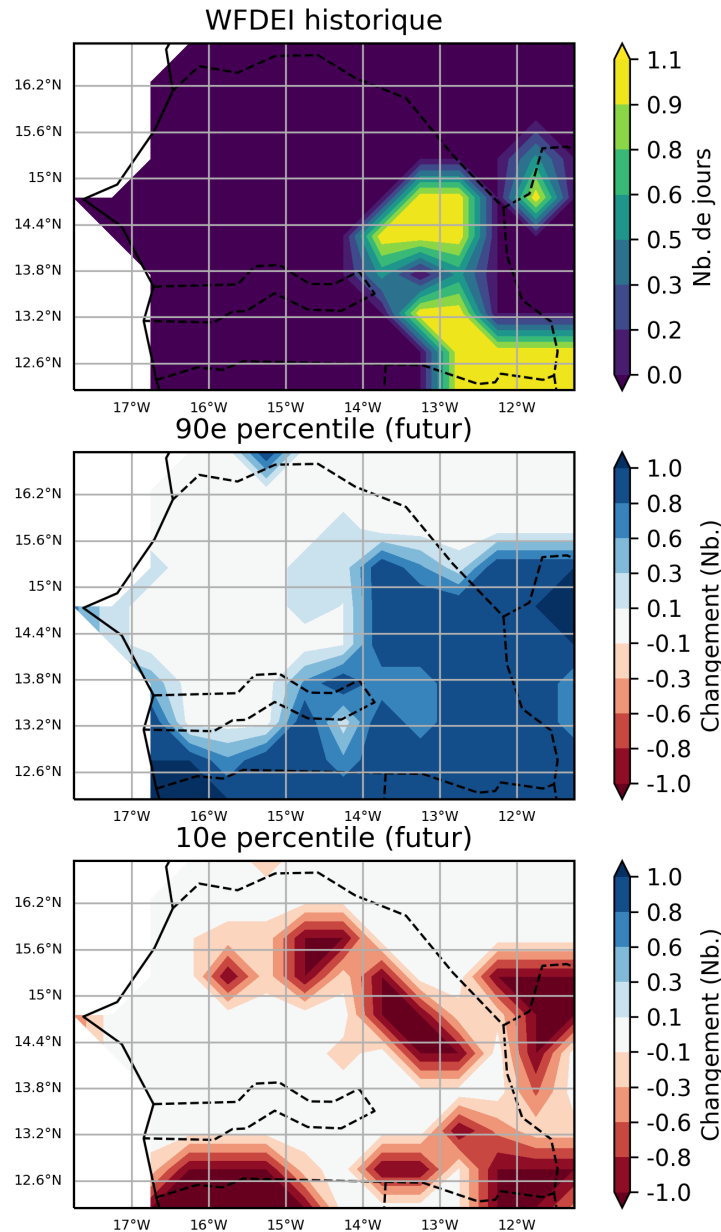 WFDEI historique
16.2°N
15.6°N
15°N
14.4°N
13.8°N
13.2°N
12.6°N
17°W 16°W 15°W 14°W 13°W 12°W
1.1
0.9
0.8
0.6
0.5
0.3
0.2
0.0
Nb. de jours
90e percentile (futur)
16.2°N
15.6°N
15°N
14.4°N
13.8°N
13.2°N
12.6°N
17°W 16°W 15°W 14°W 13°W 12°W
1.0
0.8
0.6
0.3
0.1
-0.1
-0.3
-0.6
-0.8
-1.0
Changement (Nb.)
10e percentile (futur)
16.2°N
15.6°N
15°N
14.4°N
13.8°N
13.2°N
12.6°N
17°W 16°W 15°W 14°W 13°W 12°W
1.0
0.8
0.6
0.3
0.1
-0.1
-0.3
-0.6
-0.8
-1.0
Changement (Nb.)